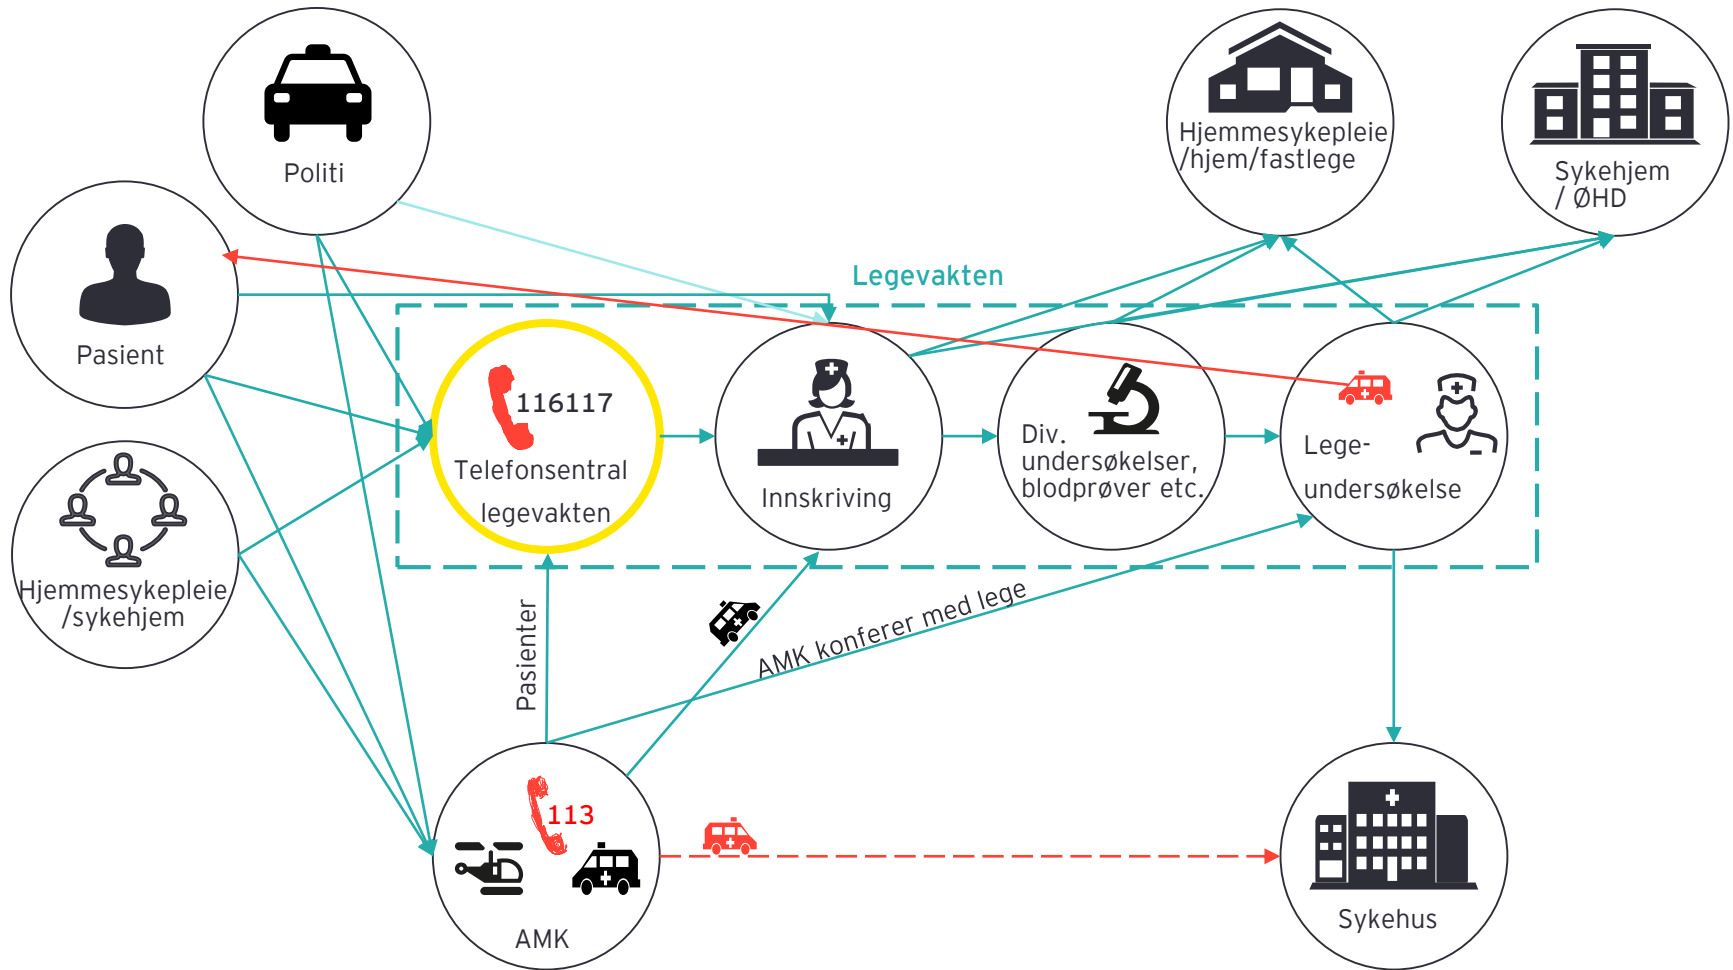 Politi
Hjemmesykepleie
/hjem/fastlege
Sykehjem
/ ØHD
Pasient
Legevakten
116117
Telefonsentral
legevakten
Innskriving
Div.
undersøkelser,
blodprøver etc.
Lege-
undersøkelse
Hjemmesykepleie
/sykehjem
Pasienter
AMK konferer med lege
113
AMK
Sykehus